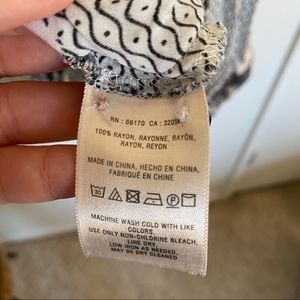 RN : 66170 CA : 3205
100% RAYON, RAYONNE, RAYÓN,
RAYON, REYON
MADE IN CHINA, HECHO EN CHINA,
FABRIQUÉ EN CHINE
30
MACHINE WASH COLD WITH LIKE
COLORS,
USE ONLY NON-CHLORINE BLEACH,
LINE DRY,
LOW IRON AS NEEDED,
MAY DRY CLEANED